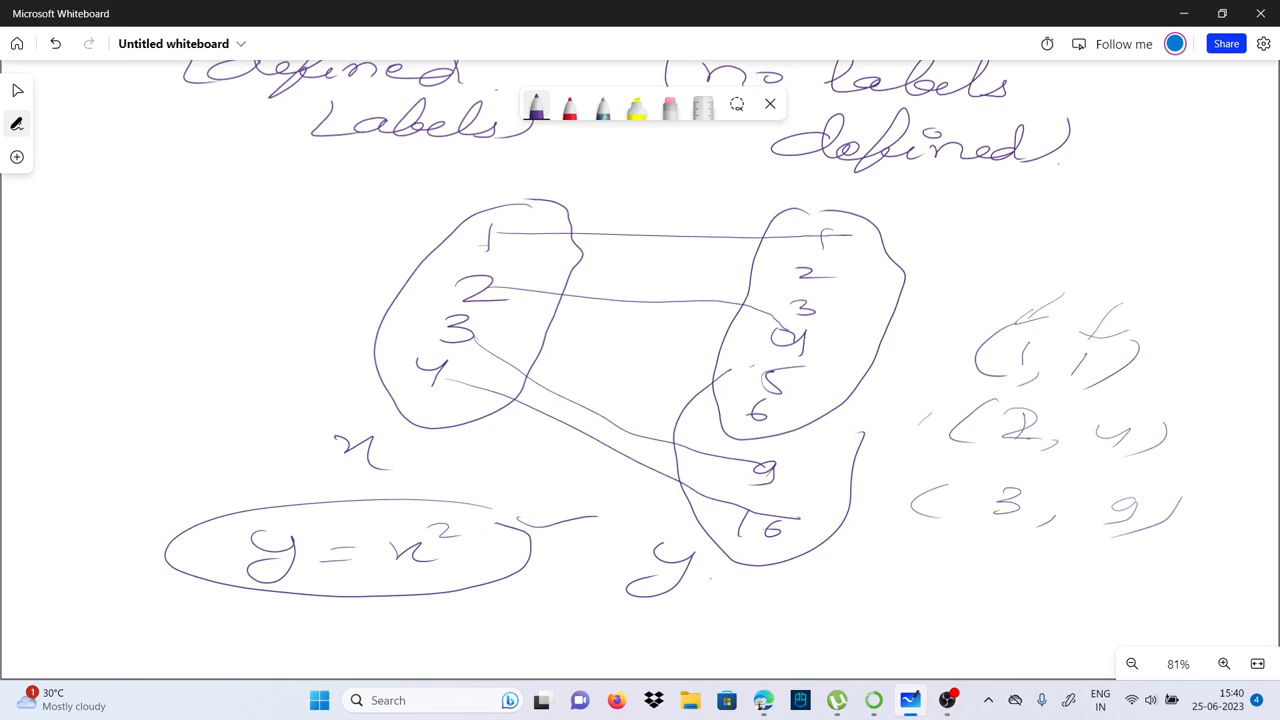 Microsoft Whiteboard
Untitled whiteboard
Follow me
Share
(defined Labels)
(no labels defined)
1
2
3
4
x
1
2
3
4
5
6
9
16
y
(1, 1)
(2, 4)
(3, 9)
y = x²
81%
1
30°C
Mostly cloudy
Search
ENG
IN
15:40
25-06-2023
4